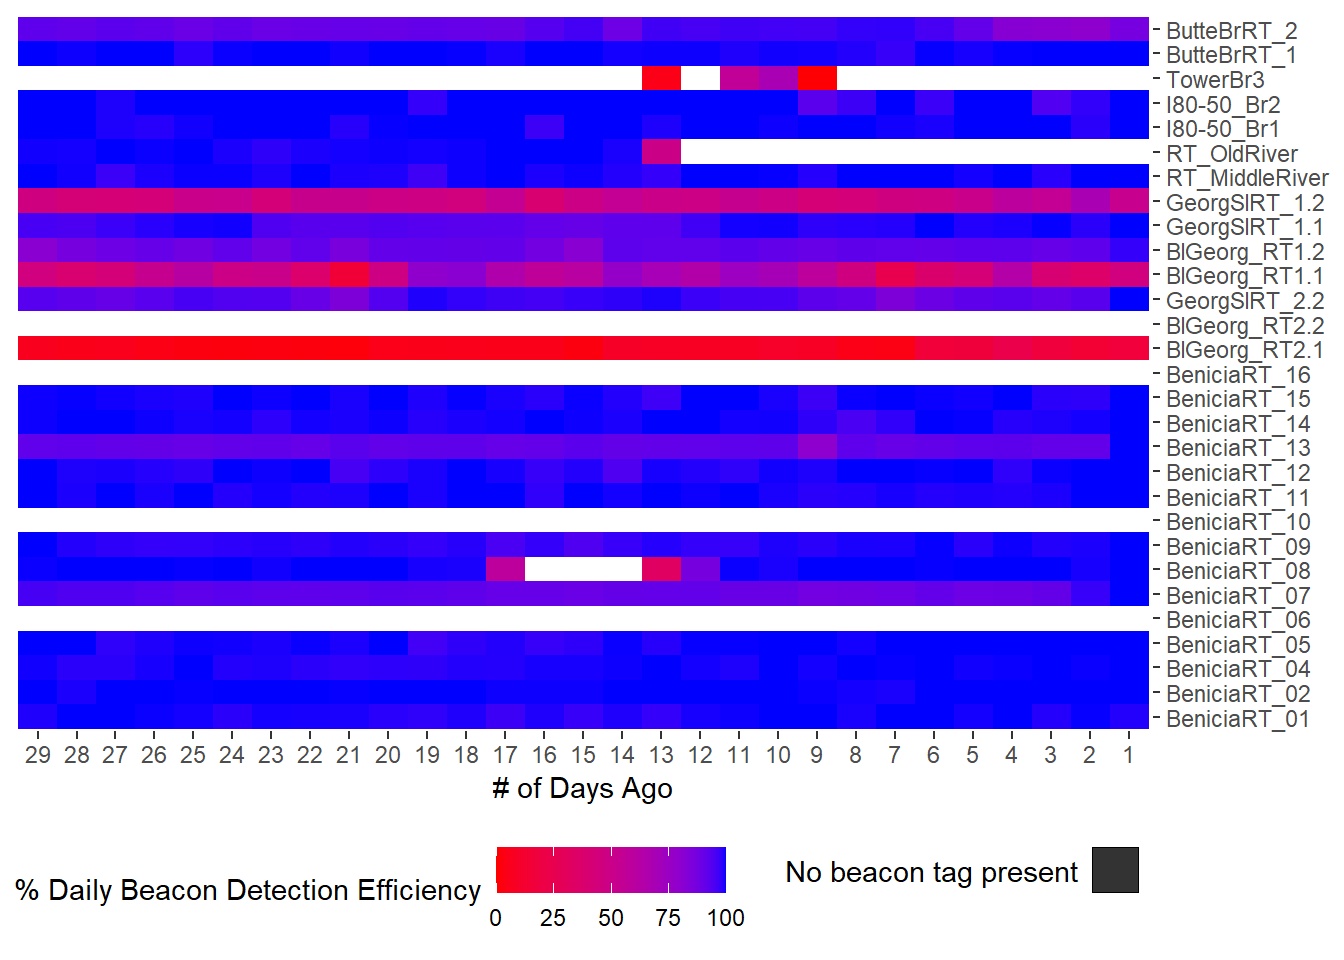 ButteBrRT_2
ButteBrRT_1
TowerBr3
I80-50_Br2
I80-50_Br1
RT_OldRiver
RT_MiddleRiver
GeorgSlRT_1.2
GeorgSlRT_1.1
BlGeorg_RT1.2
BlGeorg_RT1.1
GeorgSlRT_2.2
BlGeorg_RT2.2
BlGeorg_RT2.1
BeniciaRT_16
BeniciaRT_15
BeniciaRT_14
BeniciaRT_13
BeniciaRT_12
BeniciaRT_11
BeniciaRT_10
BeniciaRT_09
BeniciaRT_08
BeniciaRT_07
BeniciaRT_06
BeniciaRT_05
BeniciaRT_04
BeniciaRT_02
BeniciaRT_01
29 28 27 26 25 24 23 22 21 20 19 18 17 16 15 14 13 12 11 10 9 8 7 6 5 4 3 2 1
# of Days Ago
% Daily Beacon Detection Efficiency
0 25 50 75 100
No beacon tag present